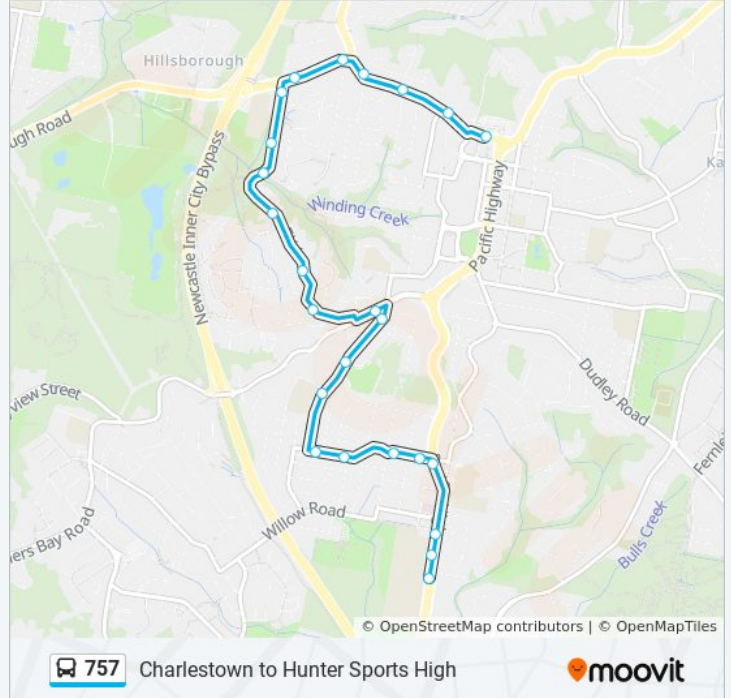 Hillsborough
ugh Road
Ka
Newcastle Inner City Bypass
Winding Creek
Pacific Highway
Dudley Road
view Street
Fernle
Willow Road
Bulls Creek
ers Bay Road
© OpenStreetMap contributors | © OpenMapTiles
757 Charlestown to Hunter Sports High
moovit